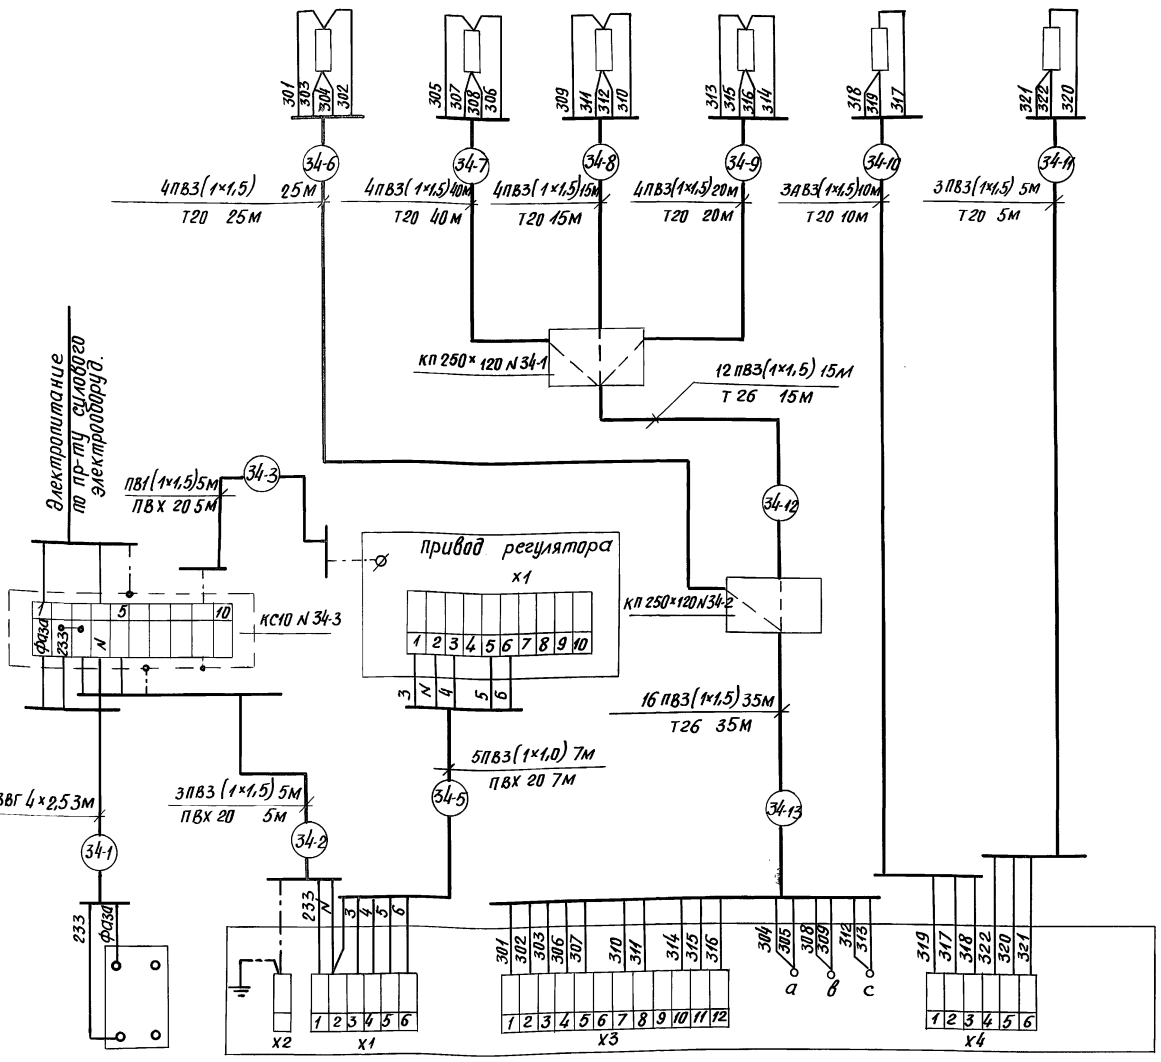 301 303 304 302
305 307 308 306
309 311 312 310
313 315 316 314
318 319 317
321 322 320
34-6
34-7
34-8
34-9
34-10
34-11
4ПВ3(1×1,5) 25М
Т20 25М
4ПВ3(1×1,5)40М
Т20 40М
4ПВ3(1×1,5)15М
Т20 15М
4ПВ3(1×1,5)20М
Т20 20М
3АВ3(1×1,5)10М
Т20 10М
3ПВ3(1×1,5) 5М
Т20 5М
Электропитание
по пр-ту силового
электрооборуд.
КП 250×120 N34-1
12ПВ3(1×1,5) 15М
Т26 15М
34-3
ПВ1(1×1,5)5М
ПВХ 20 5М
34-12
Привод регулятора
Х1
1 2 3 4 5 6 7 8 9 10
3 N 4 5 6
КП 250×120 N34-2
1 5 10
фаза 233 N
КС10 N 34-3
16ПВ3(1×1,5)35М
Т26 35М
5ПВ3(1×1,0) 7М
ПВХ 20 7М
34-5
34-13
ВВГ 4×2,5 3М
3ПВ3(1×1,5) 5М
ПВХ 20 5М
34-1
34-2
233 фаза
233 N 3 4 5 6
301 302 303 306 307 310 311 314 315 316
304 305 308 309 312 313
319 317 318 322 320 321
а в с
Х2
1 2 3 4 5 6
Х1
1 2 3 4 5 6 7 8 9 10 11 12
Х3
1 2 3 4 5 6
Х4